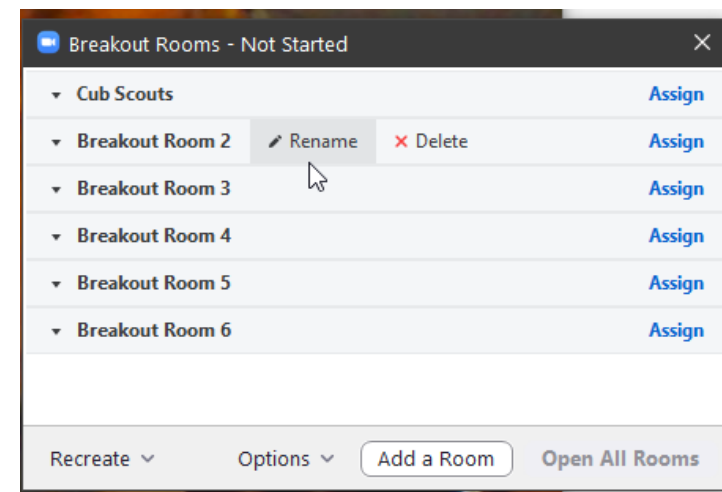 Breakout Rooms - Not Started
Cub Scouts Assign
Breakout Room 2 Rename Delete Assign
Breakout Room 3 Assign
Breakout Room 4 Assign
Breakout Room 5 Assign
Breakout Room 6 Assign
Recreate Options Add a Room Open All Rooms